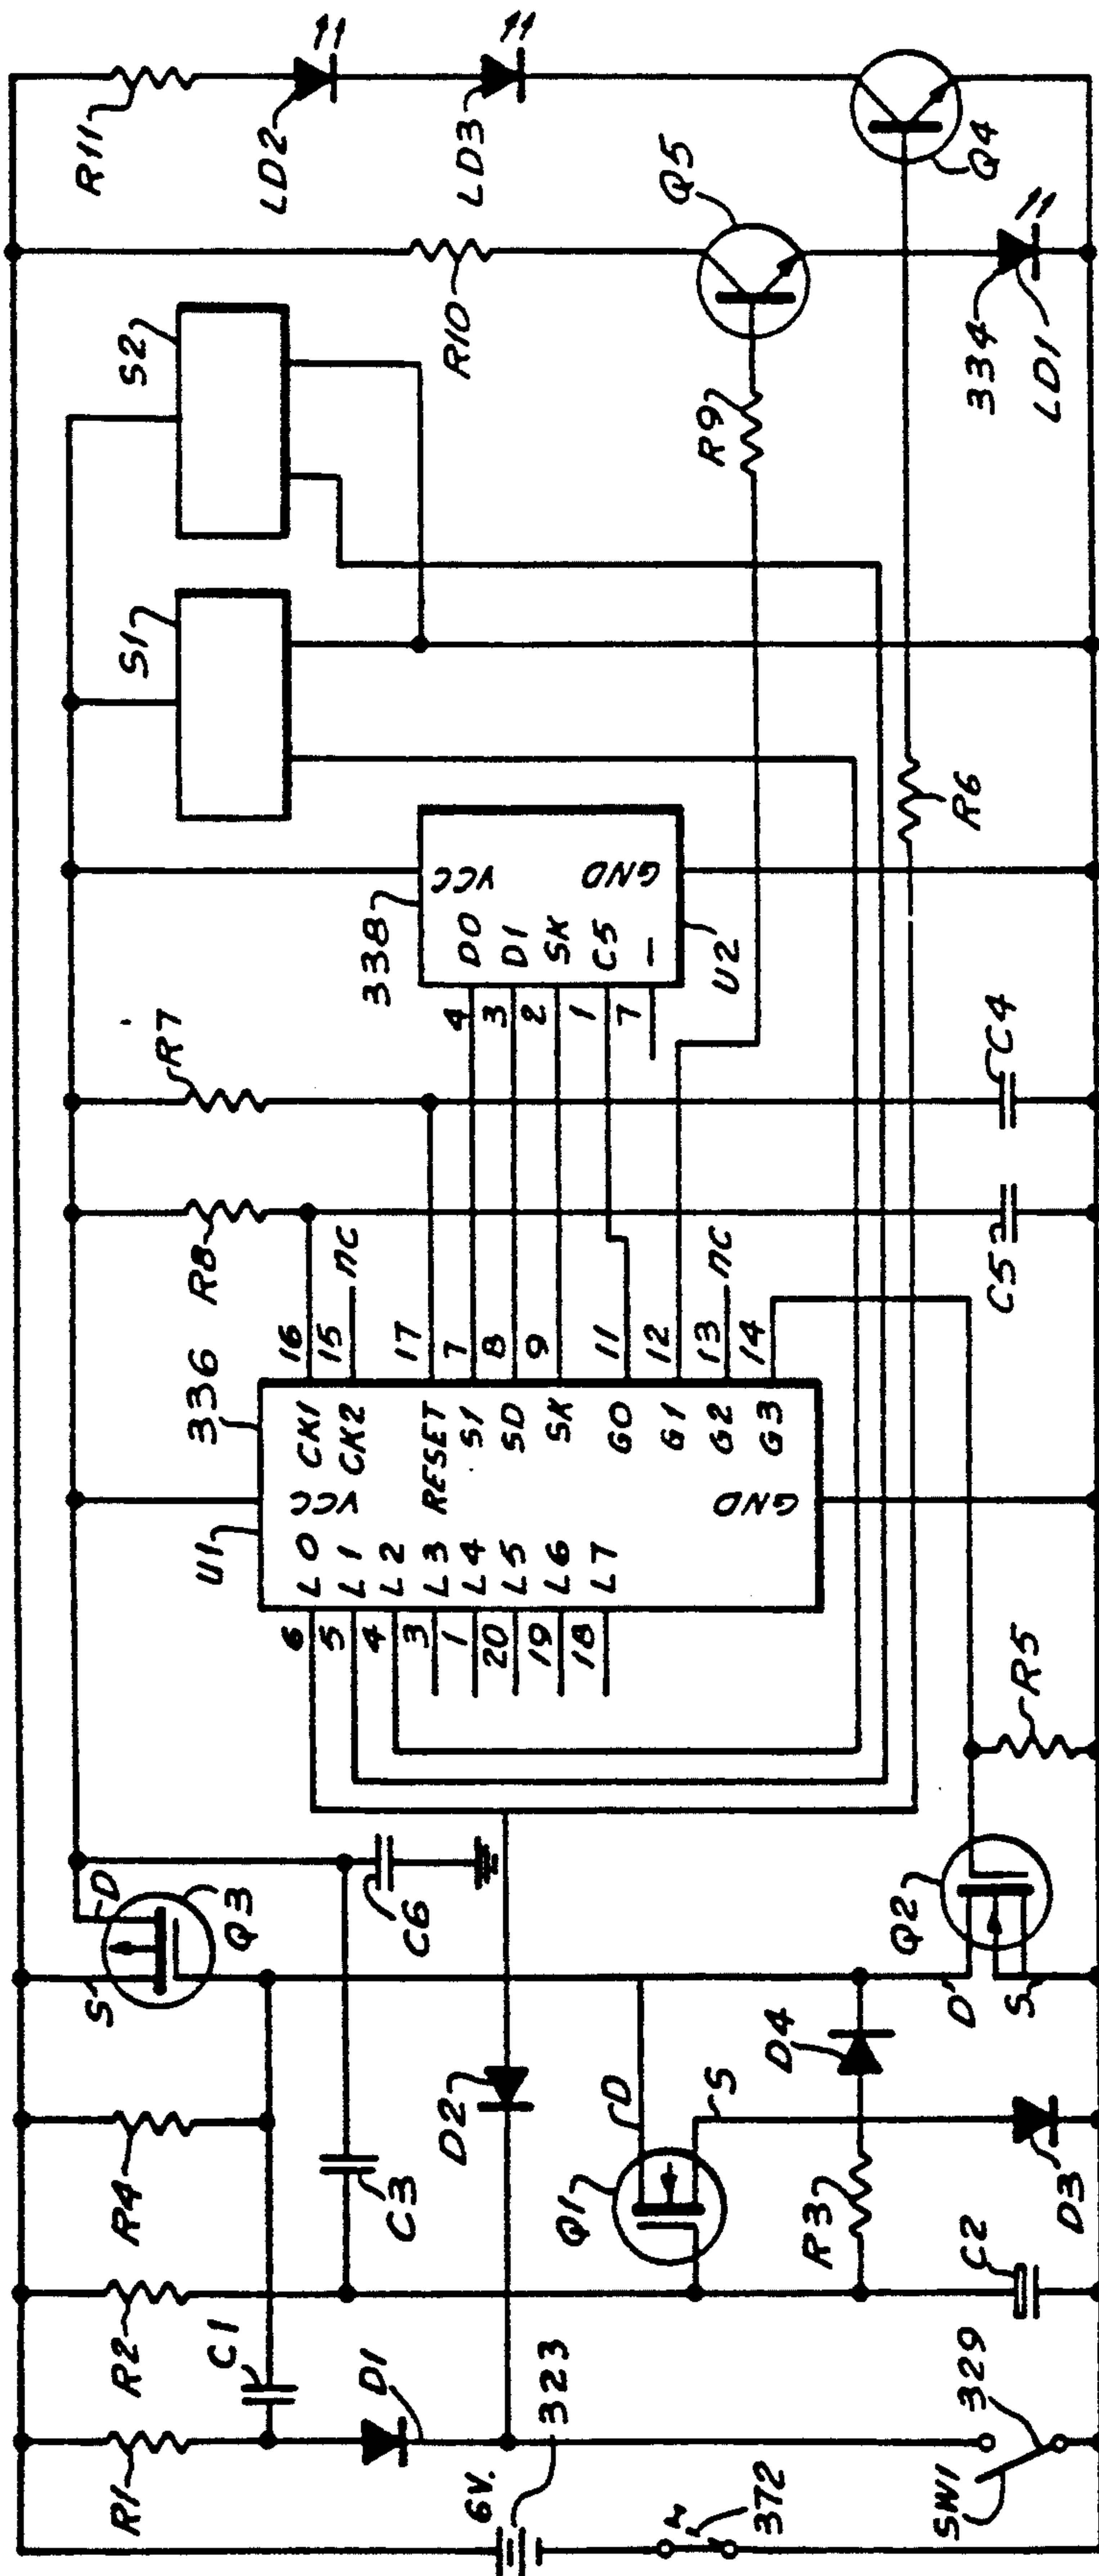 R11
LD2
LD3
Q4
Q5
R10
334
LD1
S2
R9
S1
R6
338
VCC
GND
DO
DI
SK
C5
—
4
3
2
1
7
U2
R7
C4
R8
C5
nc
nc
336
16
15
17
7
8
9
11
12
13
14
U1
VCC
GND
CK1
CK2
RESET
S1
SD
SK
GO
G1
G2
G3
LO
L1
L2
L3
L4
L5
L6
L7
6
5
4
3
1
20
19
18
R5
D
S
Q3
C6
Q2
D
S
R4
C3
D2
Q1
D
S
D4
R3
D3
R2
C1
D1
C2
R1
6V.
323
372
SW1
329